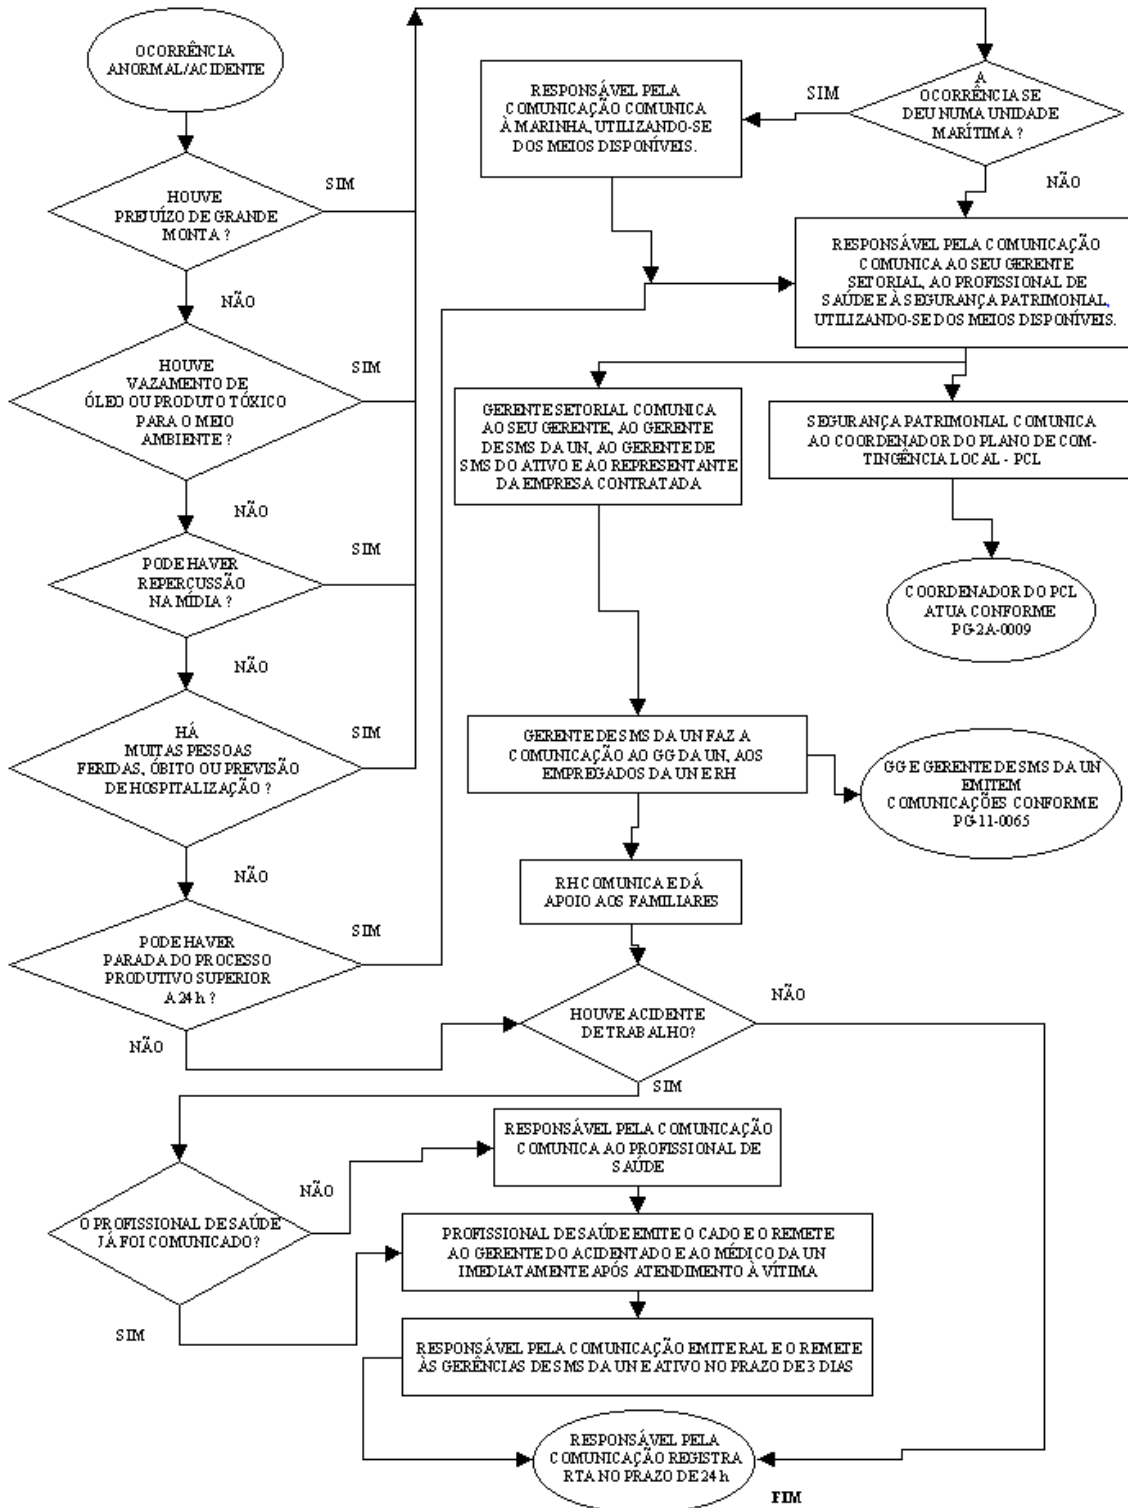 OCORRÊNCIA
ANORMAL/ACIDENTE
HOUVE
PREJUÍZO DE GRANDE
MONTA ?
SIM
NÃO
HOUVE
VAZAMENTO DE
ÓLEO OU PRODUTO TÓXICO
PARA O MEIO
AMBIENTE ?
SIM
NÃO
PODE HAVER
REPERCUSSÃO
NA MÍDIA ?
SIM
NÃO
HÁ
MUITAS PESSOAS
FERIDAS, ÓBITO OU PREVISÃO
DE HOSPITALIZAÇÃO ?
SIM
NÃO
PODE HAVER
PARADA DO PROCESSO
PRODUTIVO SUPERIOR
A 24 h ?
SIM
NÃO
A
OCORRÊNCIA SE
DEU NUMA UNIDADE
MARÍTIMA ?
SIM
NÃO
RESPONSÁVEL PELA
COMUNICAÇÃO COMUNICA
À MARINHA, UTILIZANDO-SE
DOS MEIOS DISPONÍVEIS.
RESPONSÁVEL PELA COMUNICAÇÃO
COMUNICA AO SEU GERENTE
SETORIAL, AO PROFISSIONAL DE
SAÚDE E À SEGURANÇA PATRIMONIAL,
UTILIZANDO-SE DOS MEIOS DISPONÍVEIS.
GERENTE SETORIAL COMUNICA
AO SEU GERENTE, AO GERENTE
DE SMS DA UN, AO GERENTE DE
SMS DO ATIVO E AO REPRESENTANTE
DA EMPRESA CONTRATADA
SEGURANÇA PATRIMONIAL COMUNICA
AO COORDENADOR DO PLANO DE COM-
TINGÊNCIA LOCAL - PCL
COORDENADOR DO PCL
ATUA CONFORME
PG-2A-0009
GERENTE DE SMS DA UN FAZ A
COMUNICAÇÃO AO GG DA UN, AOS
EMPREGADOS DA UN E RH
GG E GERENTE DE SMS DA UN
EMITEM
COMUNICAÇÕES CONFORME
PG-11-0065
RH COMUNICA E DÁ
APOIO AOS FAMILIARES
HOUVE ACIDENTE
DE TRABALHO?
NÃO
SIM
O PROFISSIONAL DE SAÚDE
JÁ FOI COMUNICADO?
NÃO
SIM
RESPONSÁVEL PELA COMUNICAÇÃO
COMUNICA AO PROFISSIONAL DE
SAÚDE
PROFISSIONAL DE SAÚDE EMITE O CADO E O REMETE
AO GERENTE DO ACIDENTADO E AO MÉDICO DA UN
IMEDIATAMENTE APÓS ATENDIMENTO À VÍTIMA
RESPONSÁVEL PELA COMUNICAÇÃO EMITE RAL E O REMETE
ÀS GERÊNCIAS DE SMS DA UN E ATIVO NO PRAZO DE 3 DIAS
RESPONSÁVEL PELA
COMUNICAÇÃO REGISTRA
RTA NO PRAZO DE 24 h
FIM